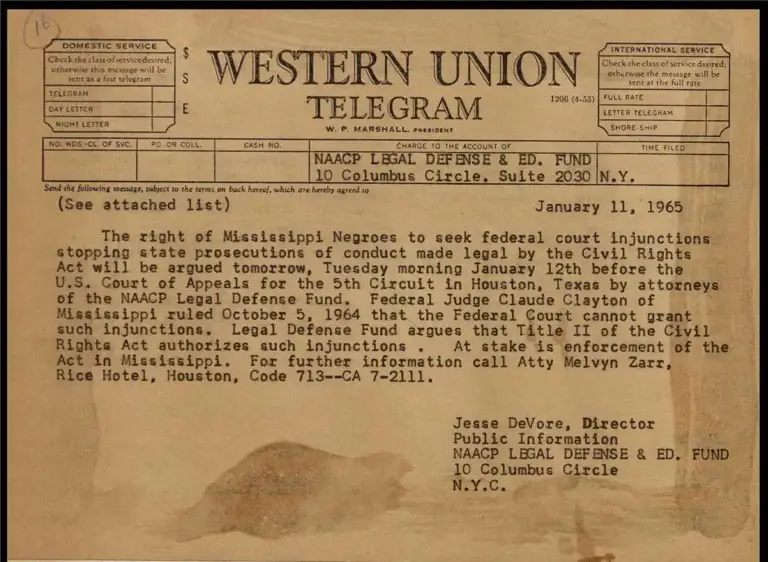 16
DOMESTIC SERVICE
Check the class of service desired,
otherwise this message will be
sent as a fast telegram
TELEGRAM
DAY LETTER
NIGHT LETTER
$
S
E
WESTERN UNION
TELEGRAM
W. P. MARSHALL, PRESIDENT
1206 (4-55)
INTERNATIONAL SERVICE
Check the class of service desired,
otherwise the message will be
sent at the full rate
FULL RATE
LETTER TELEGRAM
SHORE-SHIP
NO. WDS.-CL. OF SVC. PD. OR COLL. CASH NO. CHARGE TO THE ACCOUNT OF TIME FILED
NAACP LEGAL DEFENSE & ED. FUND
10 Columbus Circle. Suite 2030 N.Y.
Send the following message, subject to the terms on back hereof, which are hereby agreed to
(See attached list) January 11, 1965
The right of Mississippi Negroes to seek federal court injunctions
stopping state prosecutions of conduct made legal by the Civil Rights
Act will be argued tomorrow, Tuesday morning January 12th before the
U.S. Court of Appeals for the 5th Circuit in Houston, Texas by attorneys
of the NAACP Legal Defense Fund. Federal Judge Claude Clayton of
Mississippi ruled October 5, 1964 that the Federal Court cannot grant
such injunctions. Legal Defense Fund argues that Title II of the Civil
Rights Act authorizes such injunctions . At stake is enforcement of the
Act in Mississippi. For further information call Atty Melvyn Zarr,
Rice Hotel, Houston, Code 713--CA 7-2111.
Jesse DeVore, Director
Public Information
NAACP LEGAL DEFENSE & ED. FUND
10 Columbus Circle
N.Y.C.